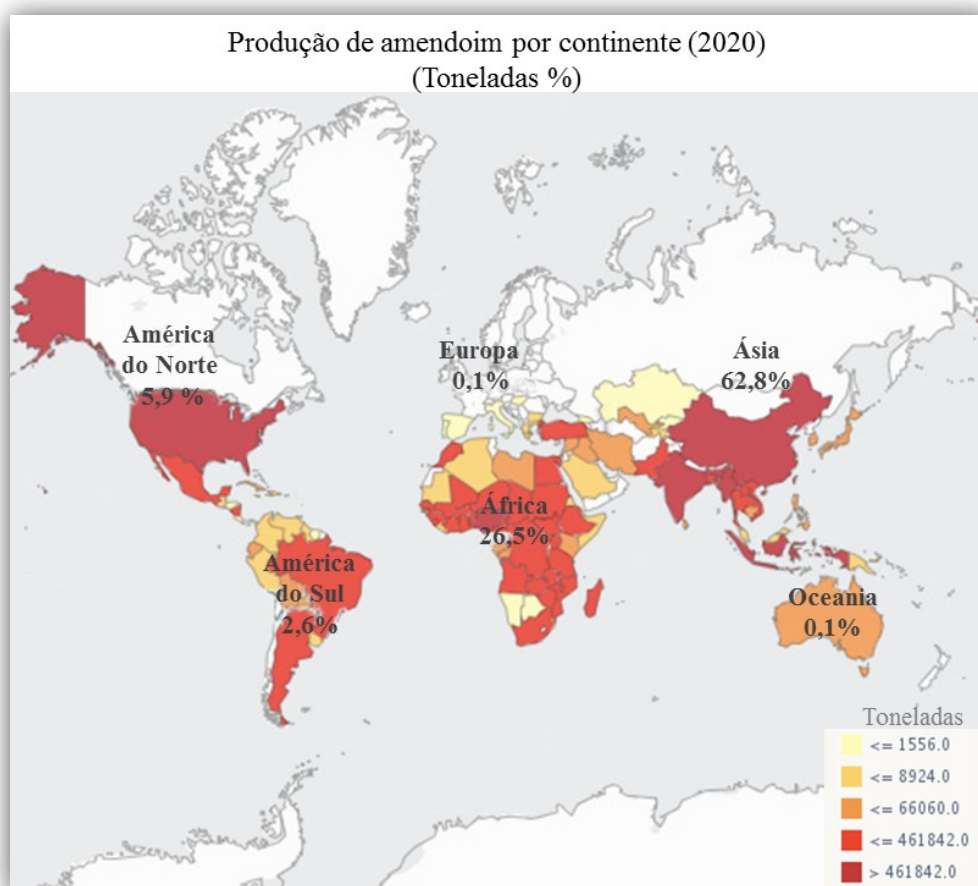 Produção de amendoim por continente (2020)
(Toneladas %)
América
do Norte
5,9 %
Europa
0,1%
Ásia
62,8%
África
26,5%
América
do Sul
2,6%
Oceania
0,1%
Toneladas
<= 1556.0
<= 8924.0
<= 66060.0
<= 461842.0
> 461842.0